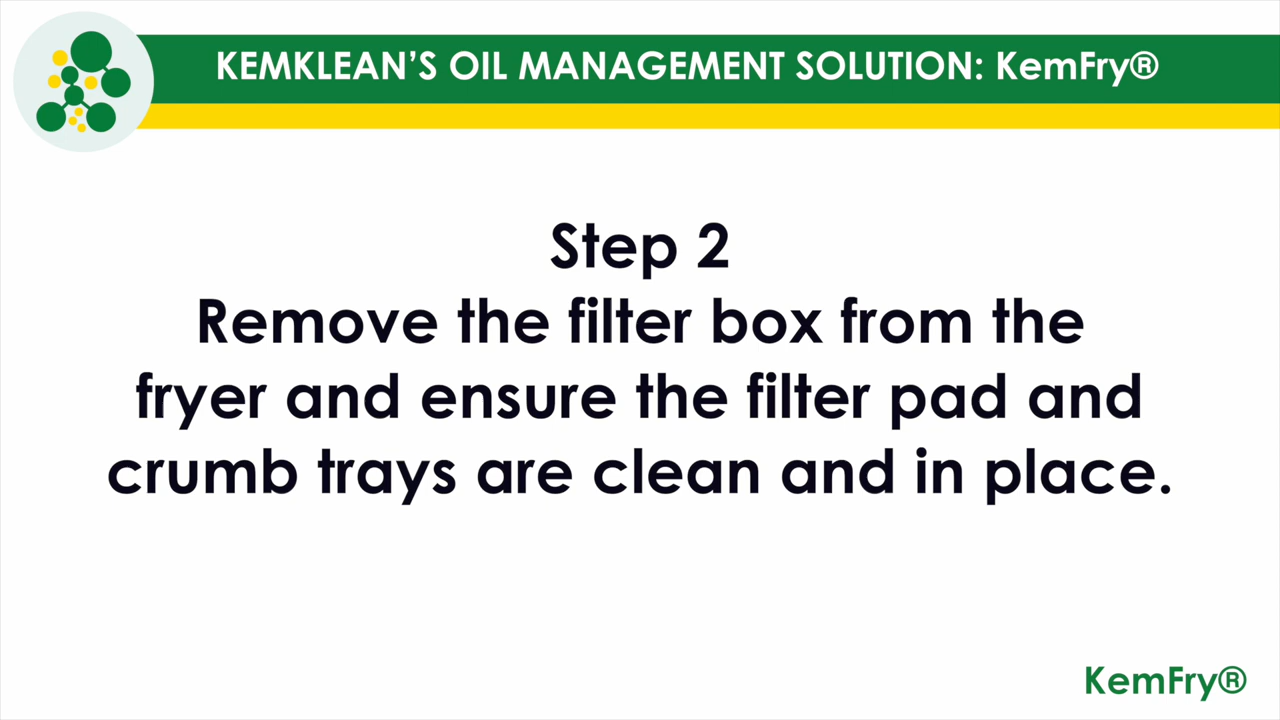 KEMKLEAN’S OIL MANAGEMENT SOLUTION: KemFry®
Step 2
Remove the filter box from the
fryer and ensure the filter pad and
crumb trays are clean and in place.
KemFry®